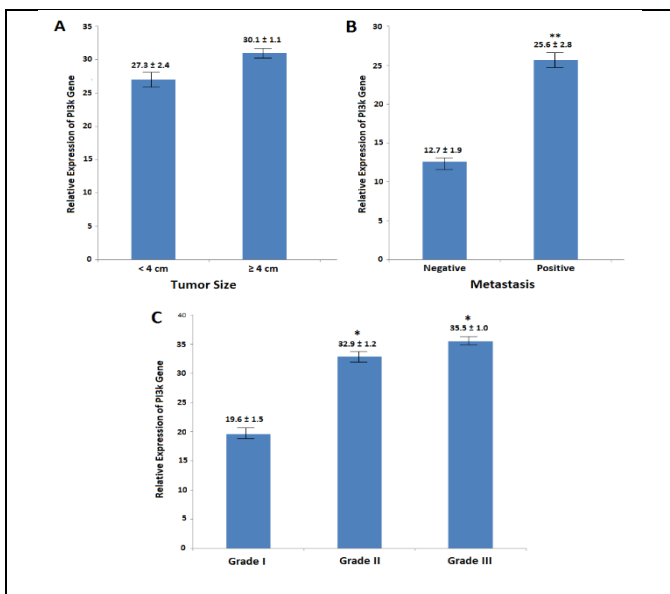 A
Relative Expression of PI3k Gene
35
30
25
20
15
10
5
0
27.3 ± 2.4
30.1 ± 1.1
< 4 cm
≥ 4 cm
Tumor Size
B
Relative Expression of PI3k Gene
30
25
20
15
10
5
0
12.7 ± 1.9
**
25.6 ± 2.8
Negative
Positive
Metastasis
C
Relative Expression of PI3k Gene
40
35
30
25
20
15
10
5
0
19.6 ± 1.5
*
32.9 ± 1.2
*
35.5 ± 1.0
Grade I
Grade II
Grade III